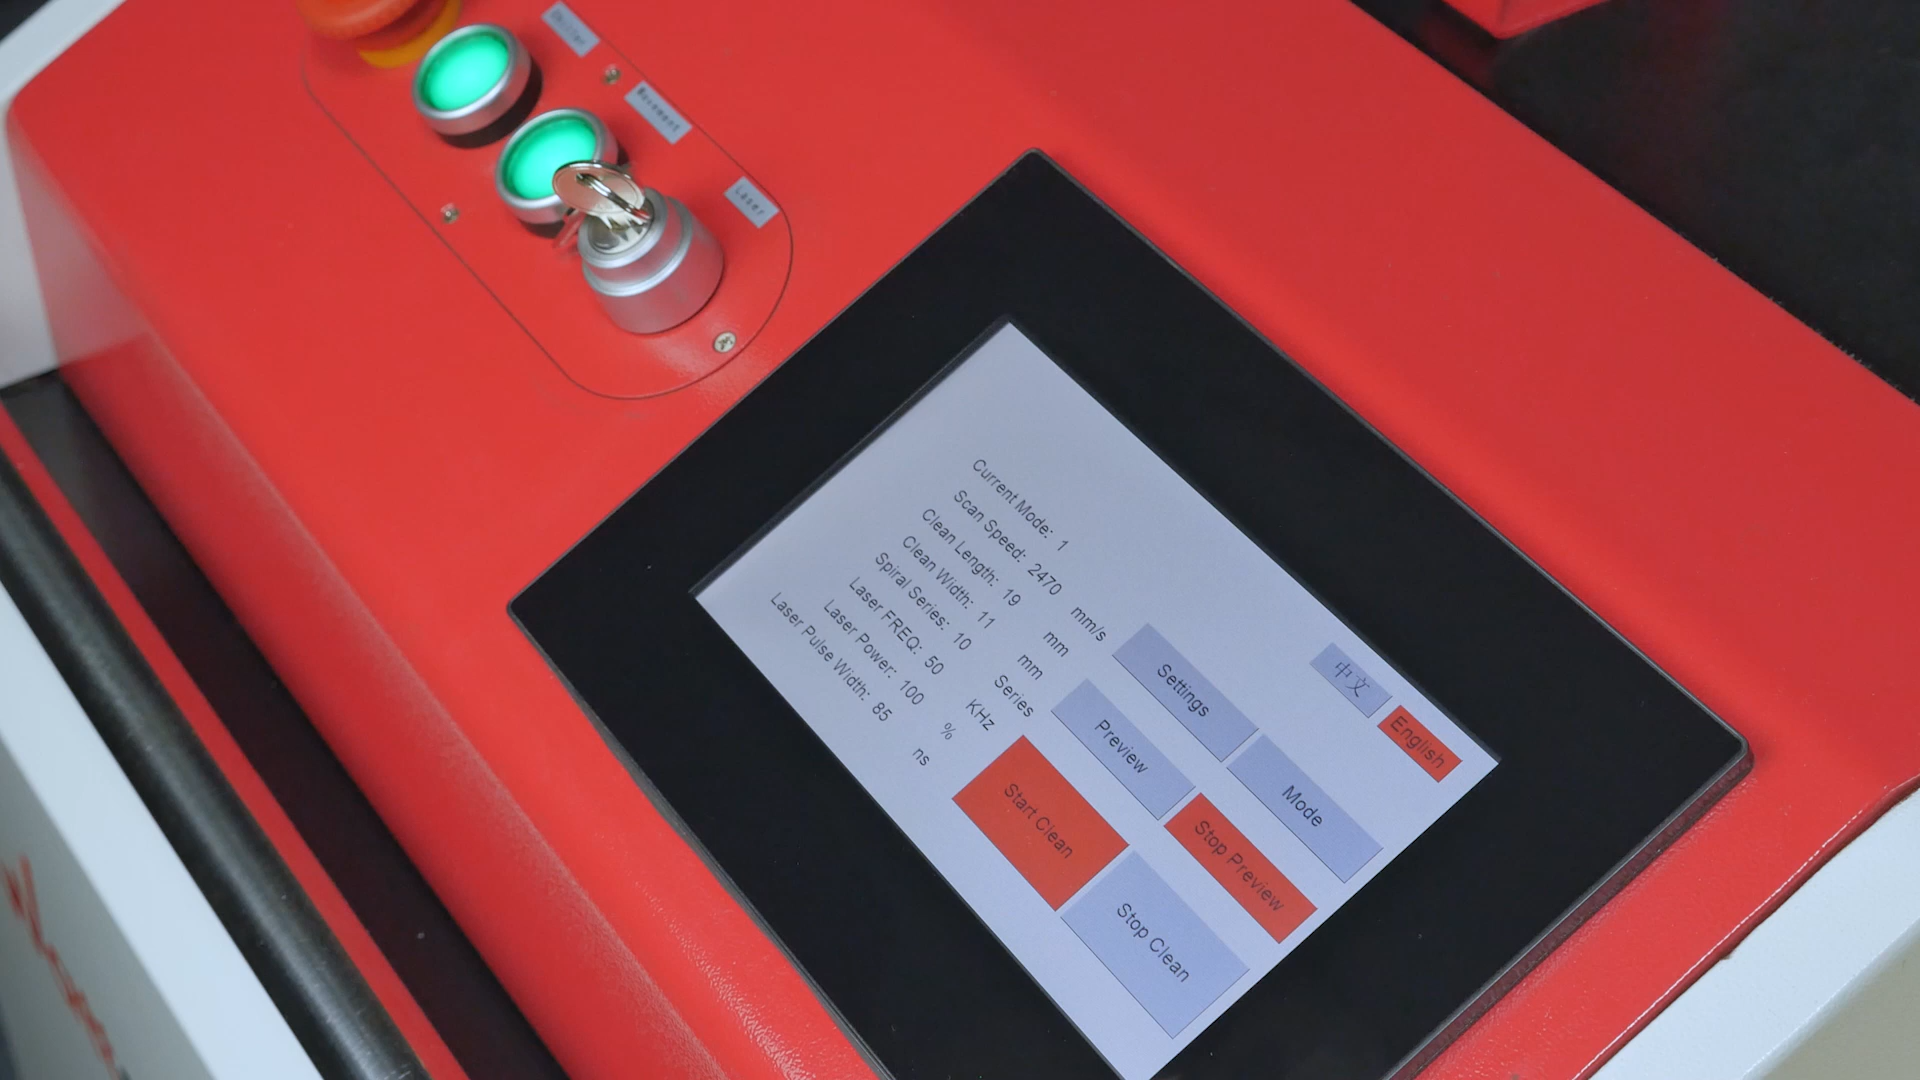 Chiller
Movement
Laser
Current Mode: 1
Scan Speed: 2470 mm/s
Clean Length: 19 mm
Clean Width: 11 mm
Spiral Series: 10 Series
Laser FREQ: 50 KHz
Laser Power: 100 %
Laser Pulse Width: 85 ns
中文
English
Settings
Mode
Preview
Stop Preview
Start Clean
Stop Clean